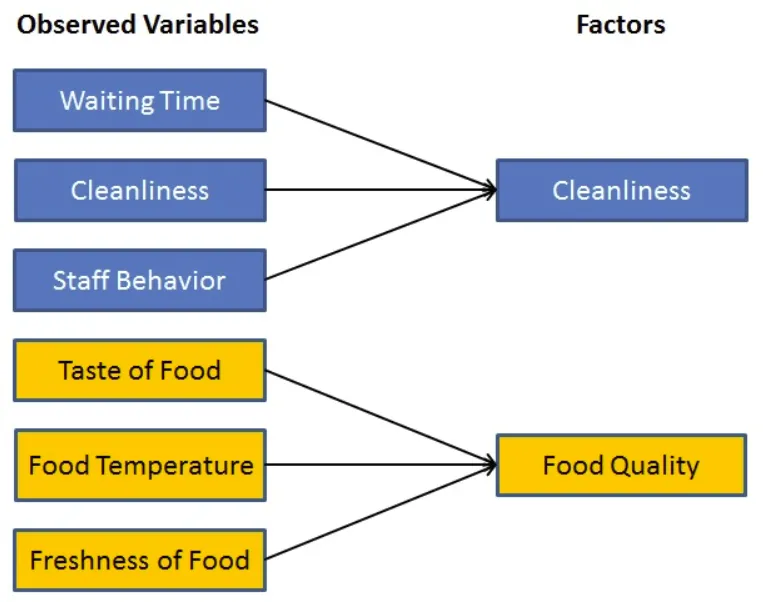 Observed Variables
Factors
Waiting Time
Cleanliness
Cleanliness
Staff Behavior
Taste of Food
Food Temperature
Food Quality
Freshness of Food